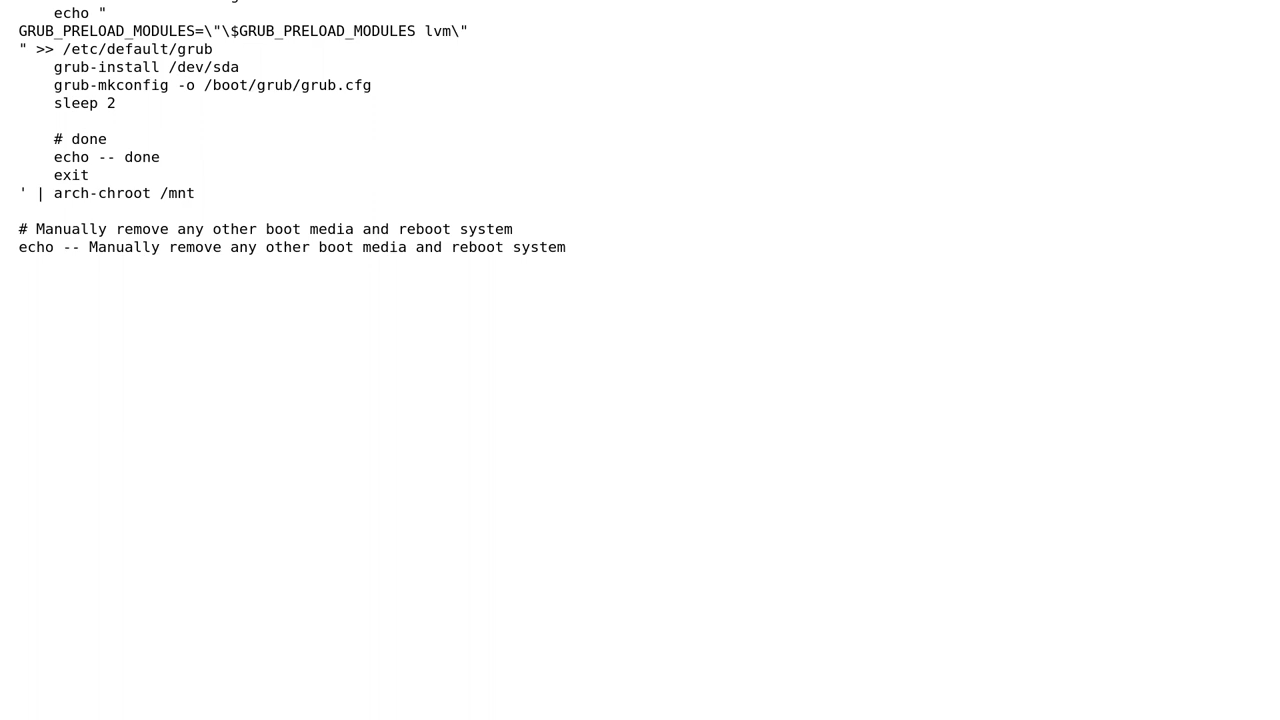 echo "
GRUB_PRELOAD_MODULES=\"\$GRUB_PRELOAD_MODULES lvm\"
" >> /etc/default/grub
grub-install /dev/sda
grub-mkconfig -o /boot/grub/grub.cfg
sleep 2
# done
echo -- done
exit
' | arch-chroot /mnt
# Manually remove any other boot media and reboot system
echo -- Manually remove any other boot media and reboot system